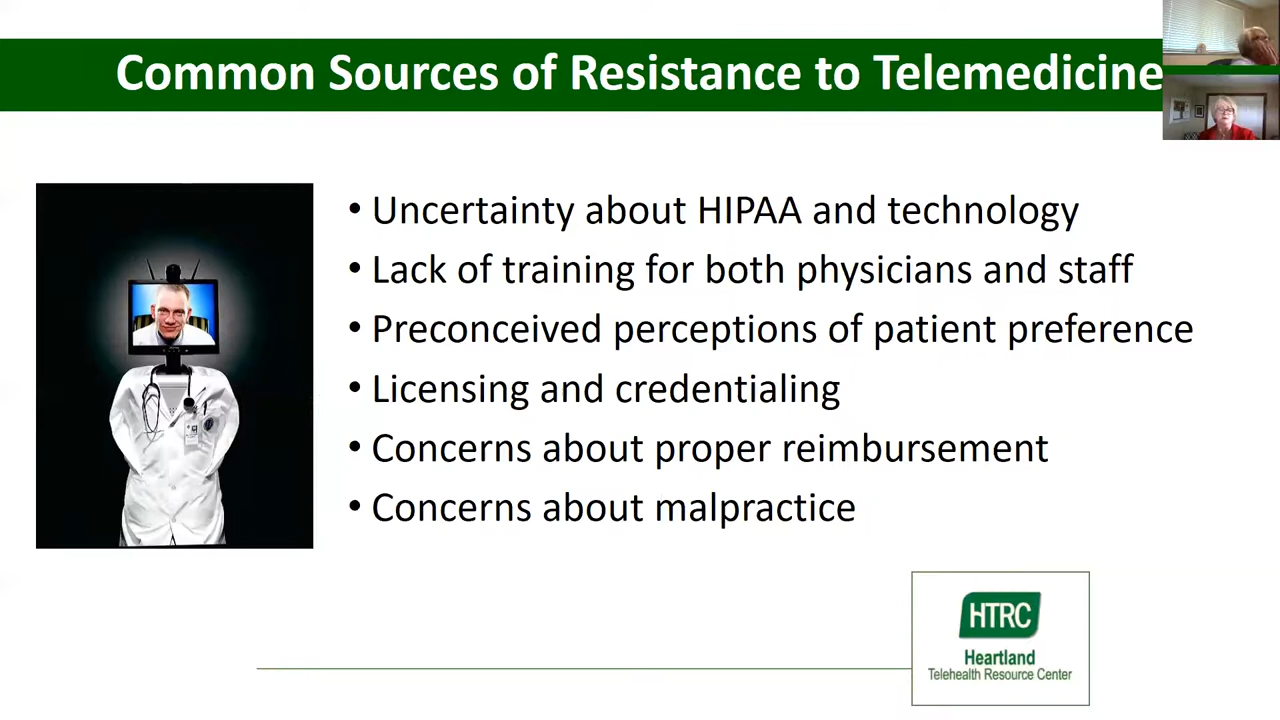 Common Sources of Resistance to Telemedicine
• Uncertainty about HIPAA and technology
• Lack of training for both physicians and staff
• Preconceived perceptions of patient preference
• Licensing and credentialing
• Concerns about proper reimbursement
• Concerns about malpractice
HTRC
Heartland
Telehealth Resource Center